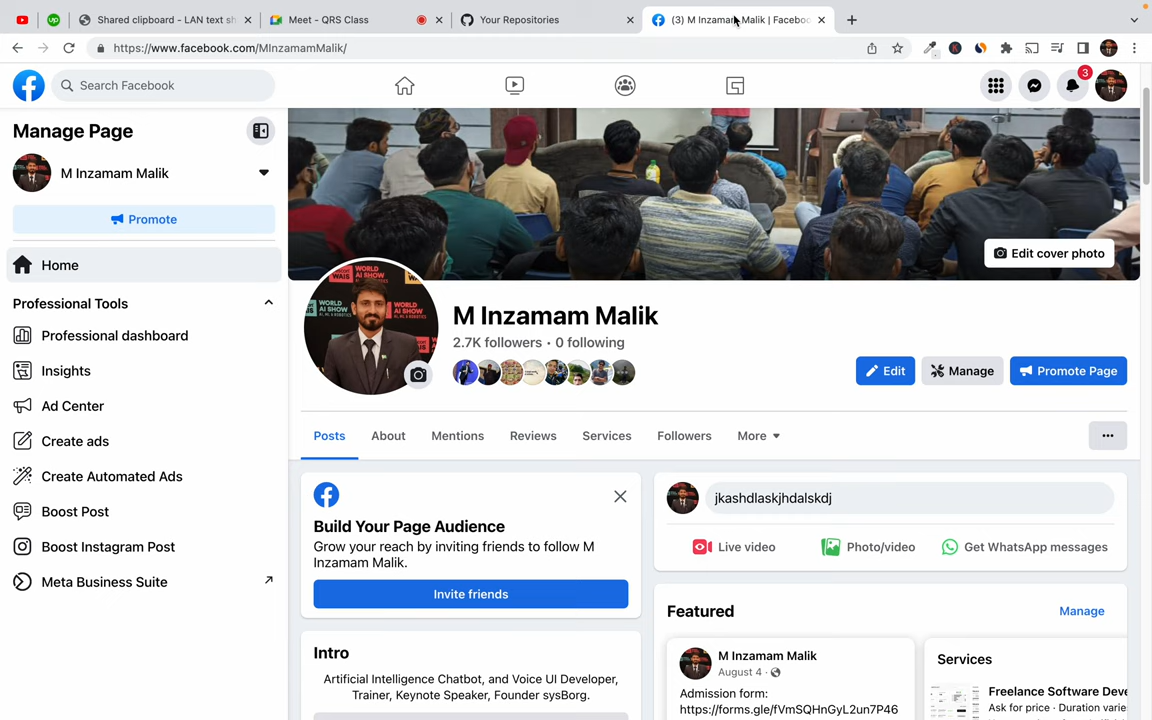 Shared clipboard - LAN text sh
Meet - QRS Class
Your Repositories
(3) M Inzamam Malik | Facebo
https://www.facebook.com/MInzamamMalik/
Search Facebook
3
Manage Page
M Inzamam Malik
Promote
Home
Professional Tools
Professional dashboard
Insights
Ad Center
Create ads
Create Automated Ads
Boost Post
Boost Instagram Post
Meta Business Suite
Edit cover photo
WORLD AI SHOW
M Inzamam Malik
2.7K followers • 0 following
Edit
Manage
Promote Page
Posts
About
Mentions
Reviews
Services
Followers
More
Build Your Page Audience
Grow your reach by inviting friends to follow M
Inzamam Malik.
Invite friends
Intro
Artificial Intelligence Chatbot, and Voice UI Developer,
Trainer, Keynote Speaker, Founder sysBorg.
jkashdlaskjhdalskdj
Live video
Photo/video
Get WhatsApp messages
Featured
Manage
M Inzamam Malik
August 4 ·
Admission form:
https://forms.gle/fVmSQHnGyL2un7P46
Services
Freelance Software Deve
Ask for price · Duration varie